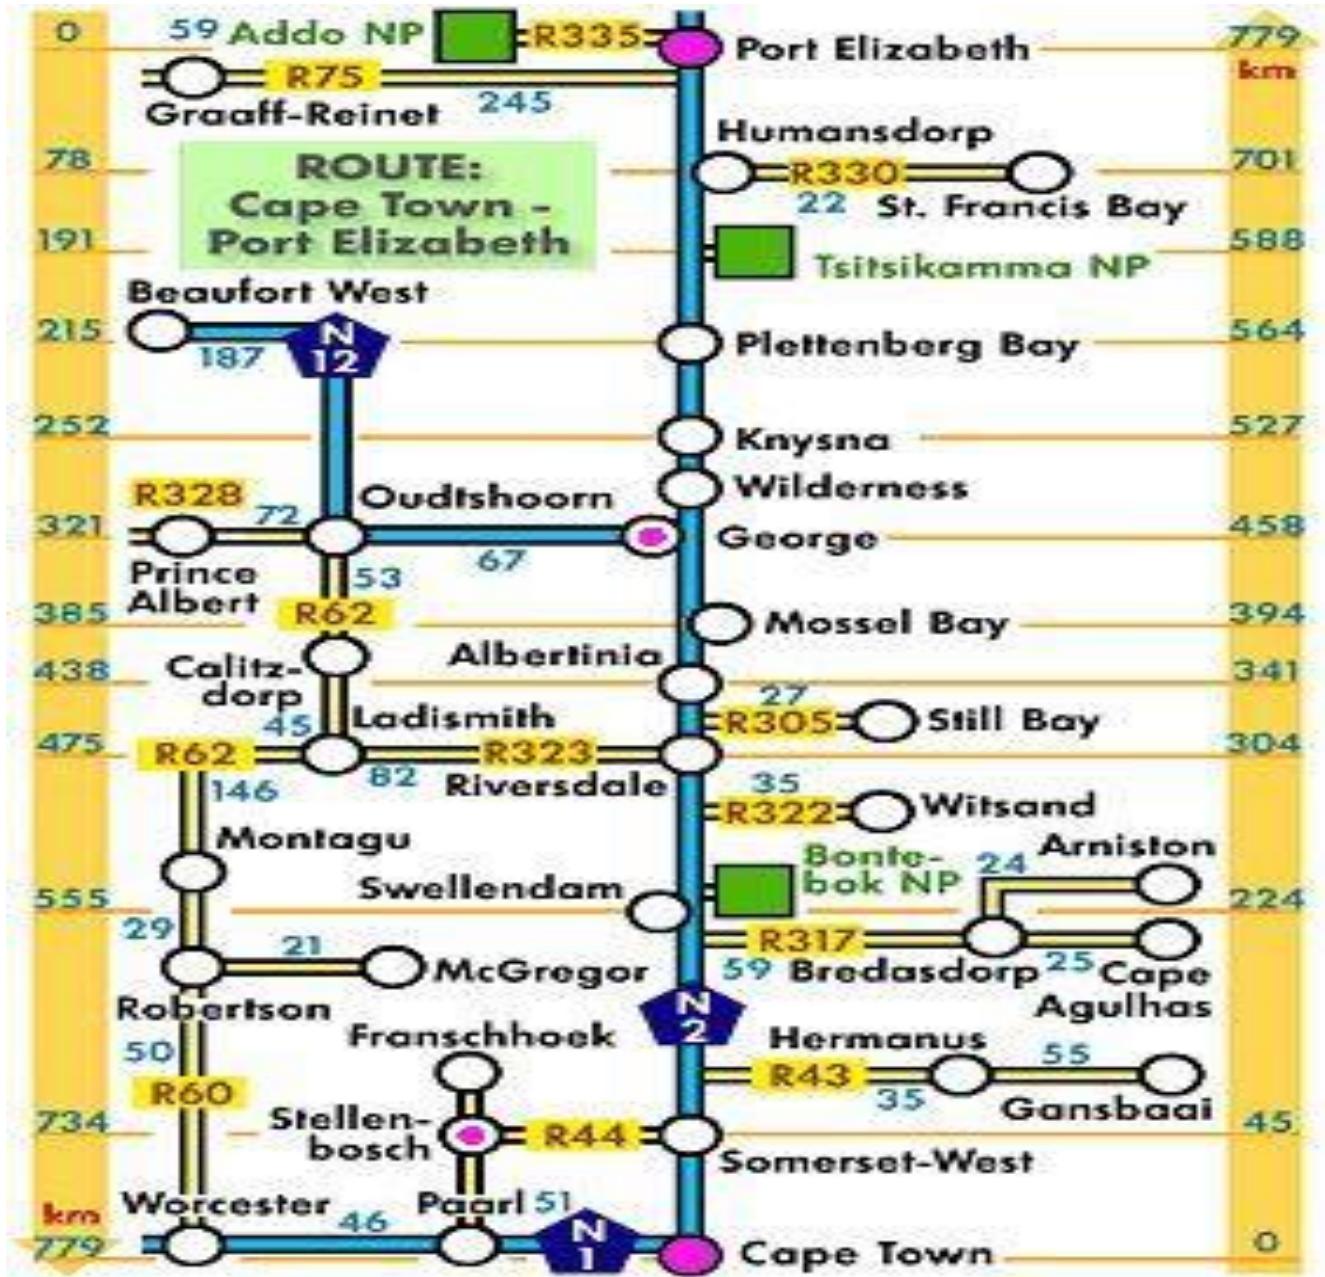 0
59 Addo NP R335
Port Elizabeth
779
km
R75
Graaff-Reinet 245
Humansdorp
78
ROUTE:
Cape Town -
Port Elizabeth
R330
701
22 St. Francis Bay
191
588
Tsitsikamma NP
Beaufort West
215
187
N
12
Plettenberg Bay
564
252
Knysna
527
R328
72
Oudtshoorn
Wilderness
321
67
George
458
Prince
Albert
53
R62
385
Mossel Bay
394
Calitz-
dorp
Albertinia
438
341
27
R305
Still Bay
45
Ladismith
475
R62
R323
304
146
82
Riversdale
35
R322
Witsand
Montagu
Bonte-
bok NP
24
Arniston
Swellendam
555
224
29
21
McGregor
R317
59 Bredasdorp 25 Cape
Agulhas
Robertson
N
2
Franschhoek
Hermanus
50
R43
55
35
Gansbaai
R60
734
Stellen-
bosch
R44
45
Somerset-West
km
779
Worcester
46
Paarl 51
N
1
Cape Town
0